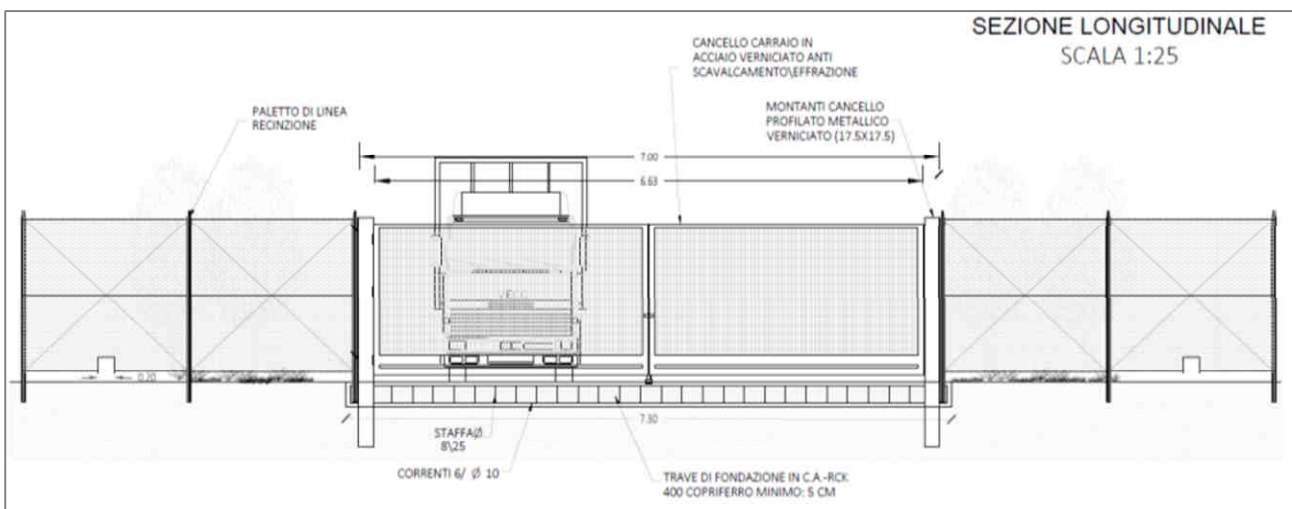 SEZIONE LONGITUDINALE
SCALA 1:25
CANCELLO CARRAIO IN
ACCIAIO VERNICIATO ANTI
SCAVALCAMENTO\EFFRAZIONE
PALETTO DI LINEA
RECINZIONE
MONTANTI CANCELLO
PROFILATO METALLICO
VERNICIATO (17.5X17.5)
7.00
6.63
0.20
7.30
STAFFAØ
8\25
CORRENTI 6/ Ø 10
TRAVE DI FONDAZIONE IN C.A.-RCK
400 COPRIFERRO MINIMO: 5 CM